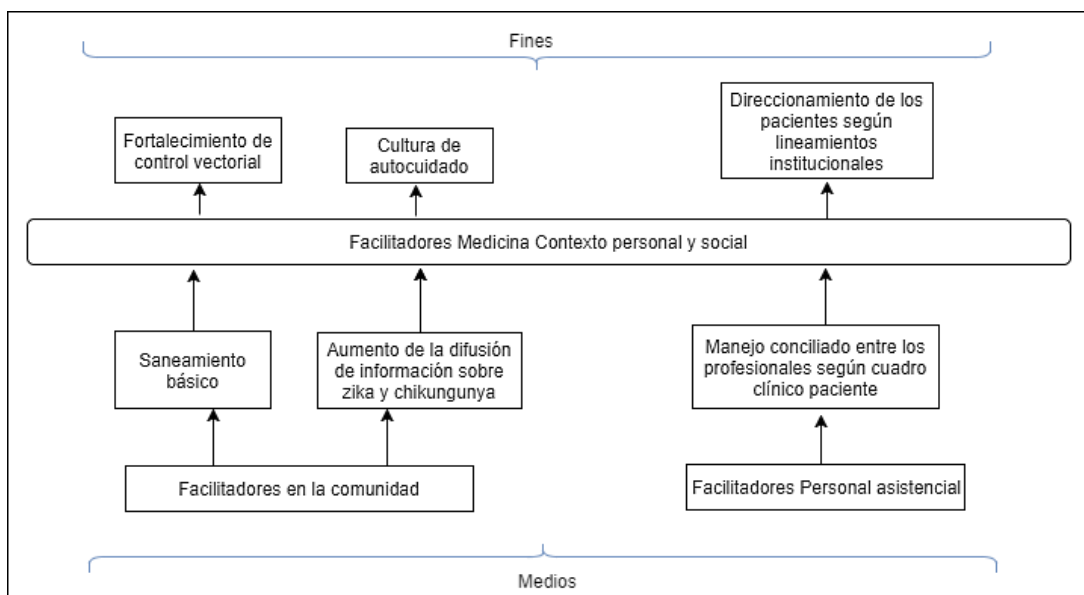 Fines
Fortalecimiento de
control vectorial
Cultura de
autocuidado
Direccionamiento de los
pacientes según
lineamientos
institucionales
Facilitadores Medicina Contexto personal y social
Saneamiento
básico
Aumento de la difusión
de información sobre
zika y chikungunya
Manejo conciliado entre los
profesionales según cuadro
clínico paciente
Facilitadores en la comunidad
Facilitadores Personal asistencial
Medios